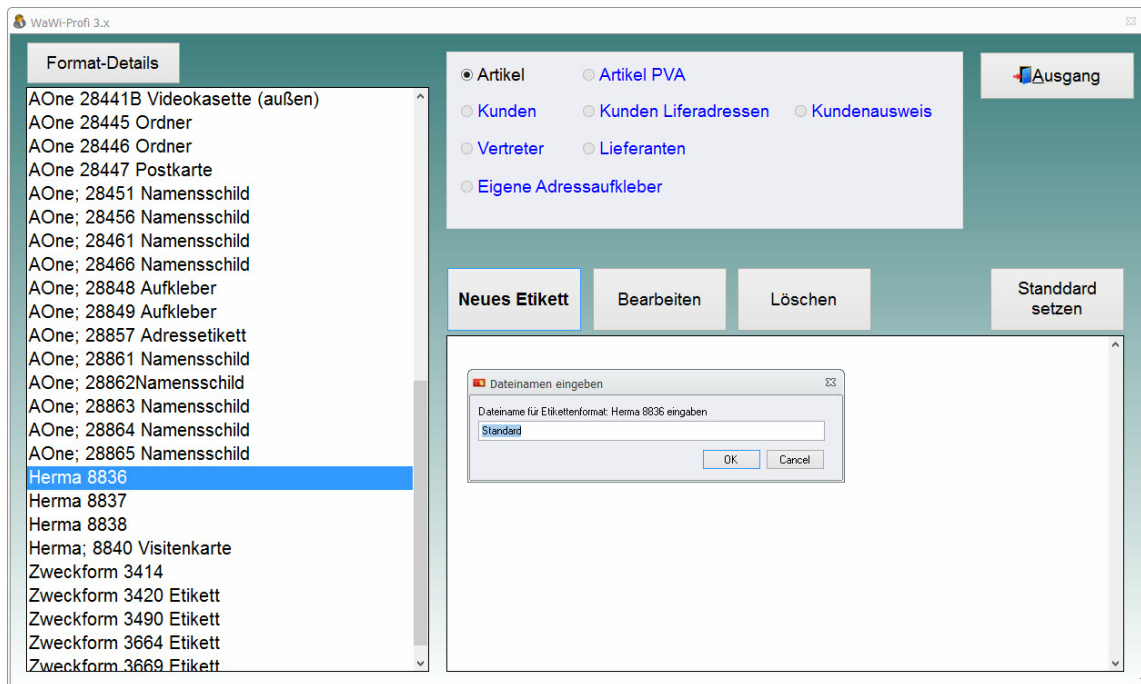 WaWi-Profi 3.x
Format-Details
AOne 28441B Videokasette (außen)
AOne 28445 Ordner
AOne 28446 Ordner
AOne 28447 Postkarte
AOne; 28451 Namensschild
AOne; 28456 Namensschild
AOne; 28461 Namensschild
AOne; 28466 Namensschild
AOne; 28848 Aufkleber
AOne; 28849 Aufkleber
AOne; 28857 Adressetikett
AOne; 28861 Namensschild
AOne; 28862Namensschild
AOne; 28863 Namensschild
AOne; 28864 Namensschild
AOne; 28865 Namensschild
Herma 8836
Herma 8837
Herma 8838
Herma; 8840 Visitenkarte
Zweckform 3414
Zweckform 3420 Etikett
Zweckform 3490 Etikett
Zweckform 3664 Etikett
Zweckform 3669 Etikett
Artikel Artikel PVA
Kunden Kunden Liferadressen Kundenausweis
Vertreter Lieferanten
Eigene Adressaufkleber
Ausgang
Neues Etikett Bearbeiten Löschen
Standdard
setzen
Dateinamen eingeben
Dateiname für Etikettenformat: Herma 8836 eingaben
Standard
OK Cancel